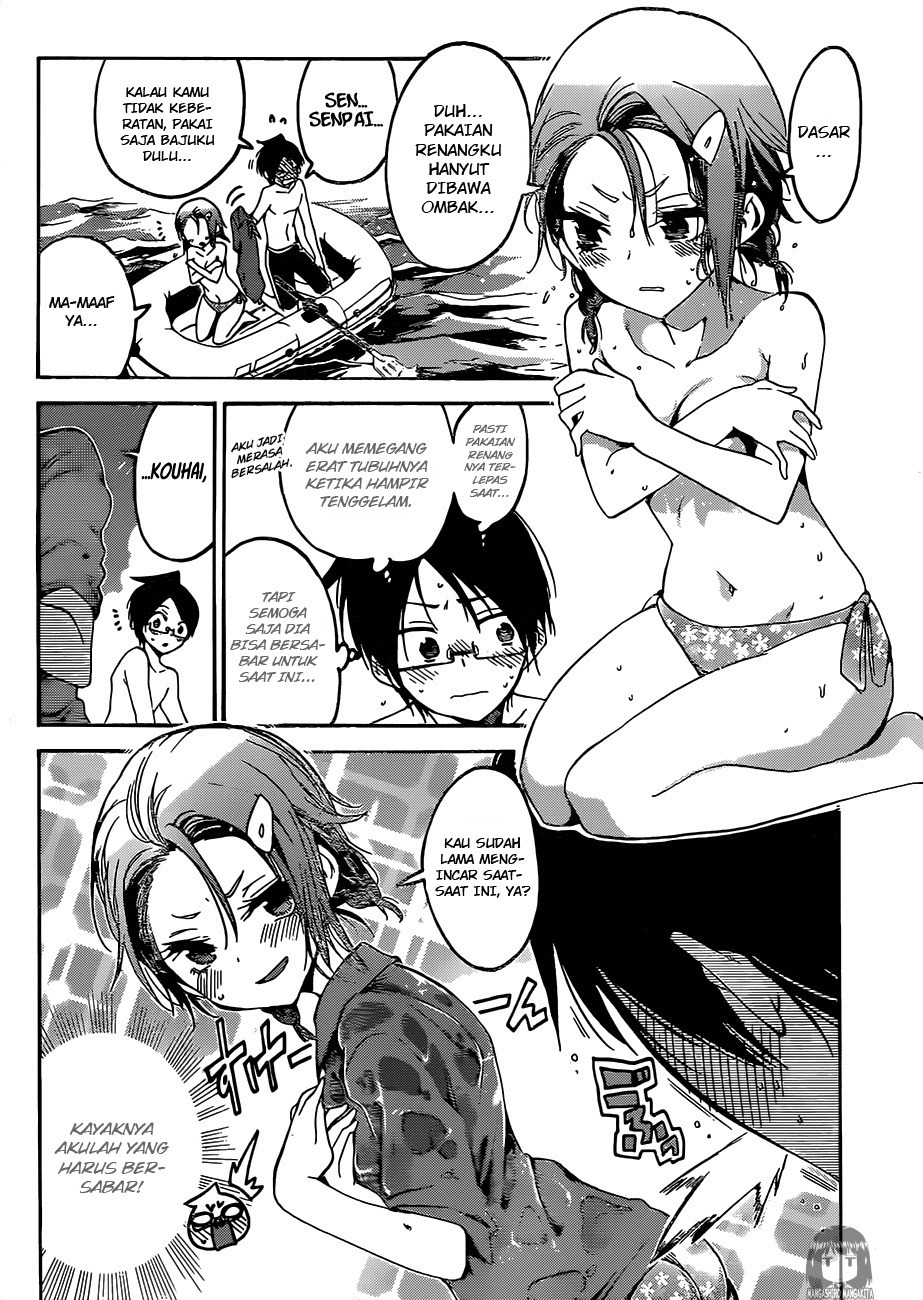 DASAR
...
DUH...
PAKAIAN
RENANGKU
HANYUT
DIBAWA
OMBAK...
SEN...
SENPAI...
KALAU KAMU
TIDAK KEBE-
RATAN, PAKAI
SAJA BAJUKU
DULU...
MA-MAAF
YA...
PASTI
PAKAIAN
RENANG
NYA TER-
LEPAS
SAAT...
AKU MEMEGANG
ERAT TUBUHNYA
KETIKA HAMPIR
TENGGELAM.
AKU JADI
MERASA
BERSALAH.
TAPI
SEMOGA
SAJA DIA
BISA BERSA-
BAR UNTUK
SAAT INI...
...KOUHAI,
KAU SUDAH
LAMA MENG-
INCAR SAAT-
SAAT INI, YA?
KAYAKNYA
AKULAH YANG
HARUS BER-
SABAR!
MANGASHIRO MANGAKITA